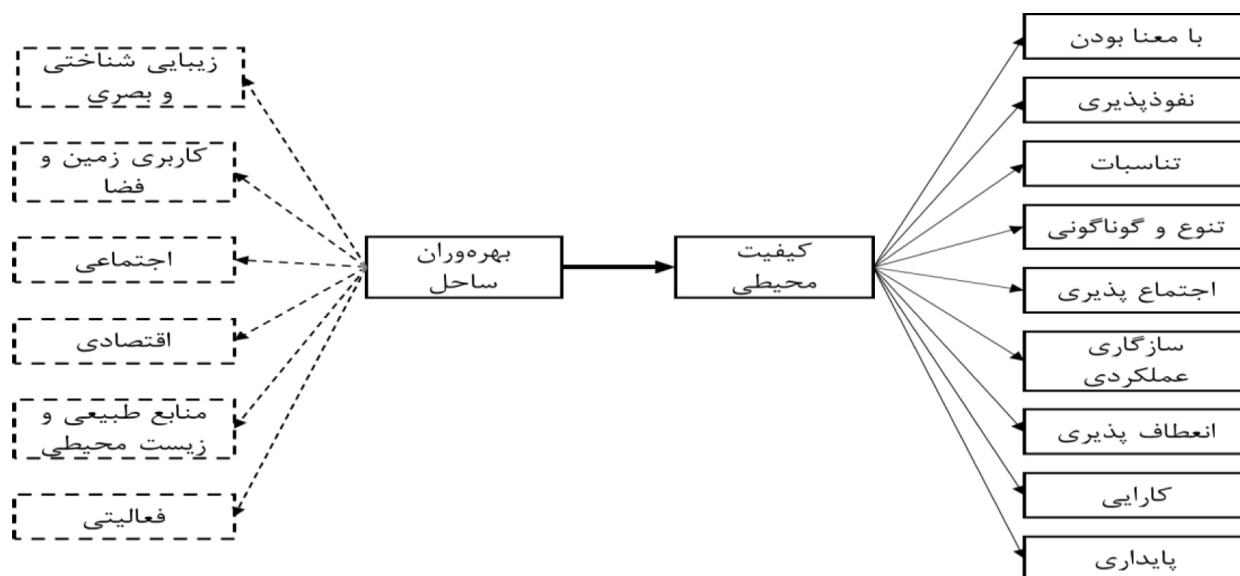 با معنا بودن
نفوذپذیری
تناسبات
تنوع و گوناگونی
اجتماع پذیری
سازگاری
عملکردی
انعطاف پذیری
کارایی
پایداری
کیفیت
محیطی
بهره‌وران
ساحل
زیبایی شناختی
و بصری
کاربری زمین و
فضا
اجتماعی
اقتصادی
منابع طبیعی و
زیست محیطی
فعالیتی